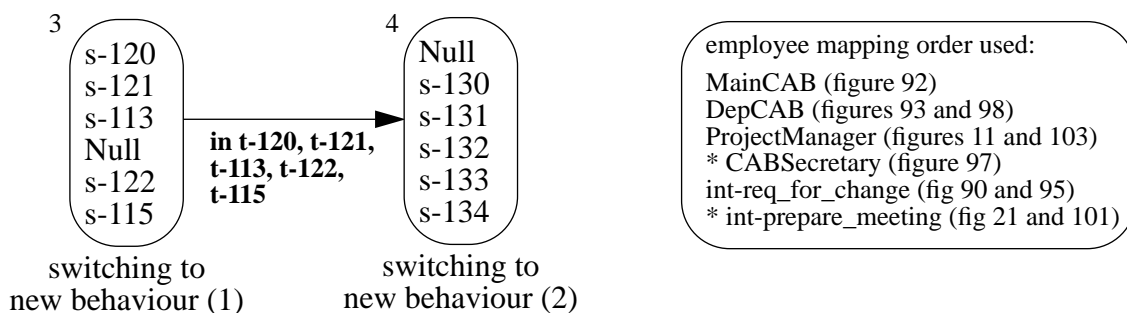 3
s-120
s-121
s-113
Null
s-122
s-115
switching to
new behaviour (1)
in t-120, t-121,
t-113, t-122,
t-115
4
Null
s-130
s-131
s-132
s-133
s-134
switching to
new behaviour (2)
employee mapping order used:
MainCAB (figure 92)
DepCAB (figures 93 and 98)
ProjectManager (figures 11 and 103)
* CABSecretary (figure 97)
int-req_for_change (fig 90 and 95)
* int-prepare_meeting (fig 21 and 101)